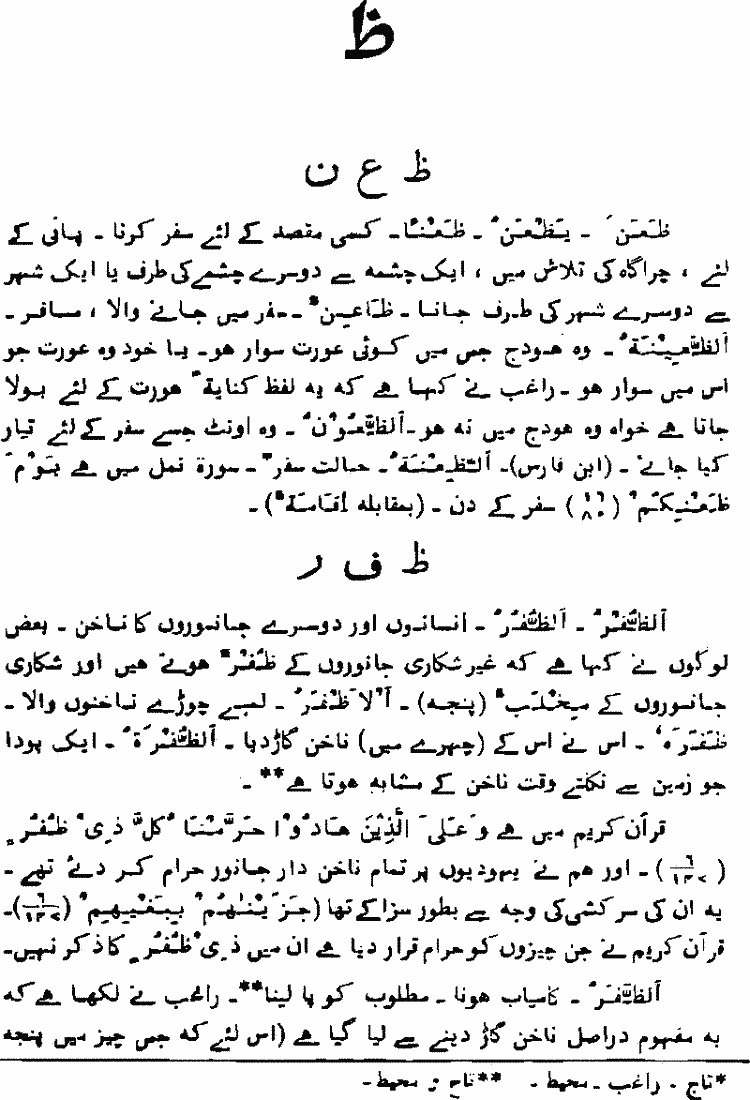 ظ
ظ ع ن
ظَعَنَ ۔ يَظْعَنُ ۔ ظَعْنًا۔ کسی مقصد کے لئے سفر کرنا ۔ پانی کے
لئے ، چراگاہ کی تلاش میں ، ایک چشمہ سے دوسرے چشمے کی طرف یا ایک شہر
سے دوسرے شہر کی طرف جانا ۔ ظَاعِنٌ* ۔ سفر میں جانے والا ، مسافر ۔
اَلظَّعِيْنَةُ ۔ وہ ہودج جس میں کوئی عورت سوار ہو۔ یا خود وہ عورت جو
اس میں سوار ہو ۔ راغب نے کہا ہے کہ یہ لفظ کنایۃً عورت کے لئے بولا
جاتا ہے خواہ وہ ہودج میں نہ ہو۔ اَلظَّعُوْنُ ۔ وہ اونٹ جسے سفر کے لئے تیار
کیا جائے ۔ (ابن فارس)۔ اَلظِّعْنَةُ۔ حالت سفر* ۔ سورۃ نحل میں ہے يَوْمَ
ظَعْنِكُمْ (۱۶/۸۰) سفر کے دن ۔ (بمقابلہ اِقَامَةٌ) ۔
ظ ف ر
اَلظُّفْرُ ۔ اَلظُّفُرُ ۔ انسانوں اور دوسرے جانوروں کا ناخن ۔ بعض
لوگوں نے کہا ہے کہ غیر شکاری جانوروں کے ظُفْرٌ ہوتے ہیں اور شکاری
جانوروں کے مِخْلَبٌ (پنجہ) ۔ اَلْاَظْفَرُ ۔ لمبے چوڑے ناخنوں والا ۔
ظَفَرَهٗ ۔ اس نے اس کے (چہرے میں) ناخن گاڑ دیا ۔ اَلظُّفْرَةُ ۔ ایک پودا
جو زمین سے نکلتے وقت ناخن کے مشابہ ہوتا ہے** ۔
قرآن کریم میں ہے وَعَلَى الَّذِيْنَ هَادُوْا حَرَّمْنَا كُلَّ ذِيْ ظُفُرٍ
(۶/۱۴۷) ۔ اور ہم نے یہودیوں پر تمام ناخن دار جانور حرام کر دئے تھے ۔
یہ ان کی سرکشی کی وجہ سے بطور سزا کے تھا (جَزَيْنٰهُمْ بِبَغْيِهِمْ (۶/۱۴۷)۔
قرآن کریم نے جن چیزوں کو حرام قرار دیا ہے ان میں ذِيْ ظُفُرٍ کا ذکر نہیں۔
اَلظَّفَرُ ۔ کامیاب ہونا ۔ مطلوب کو پا لینا** ۔ راغب نے لکھا ہے کہ
یہ مفہوم دراصل ناخن گاڑ دینے سے لیا گیا ہے (اس لئے کہ جس چیز میں پنجہ
*تاج ۔ راغب ۔ محیط ۔ **تاج و محیط ۔